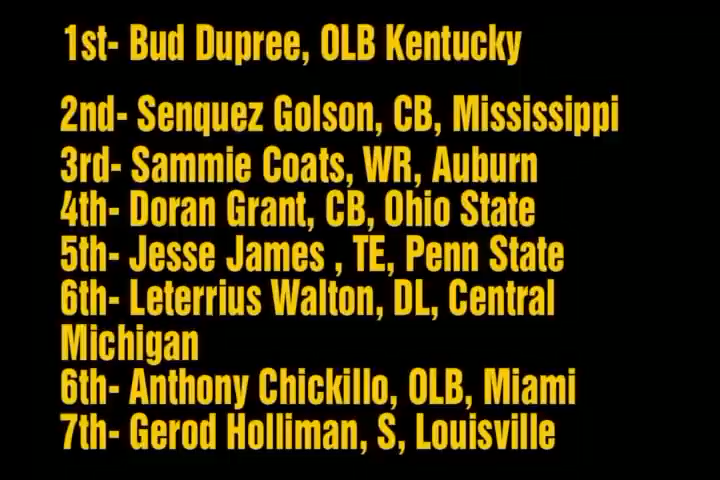 1st- Bud Dupree, OLB Kentucky
2nd- Senquez Golson, CB, Mississippi
3rd- Sammie Coats, WR, Auburn
4th- Doran Grant, CB, Ohio State
5th- Jesse James , TE, Penn State
6th- Leterrius Walton, DL, Central
Michigan
6th- Anthony Chickillo, OLB, Miami
7th- Gerod Holliman, S, Louisville